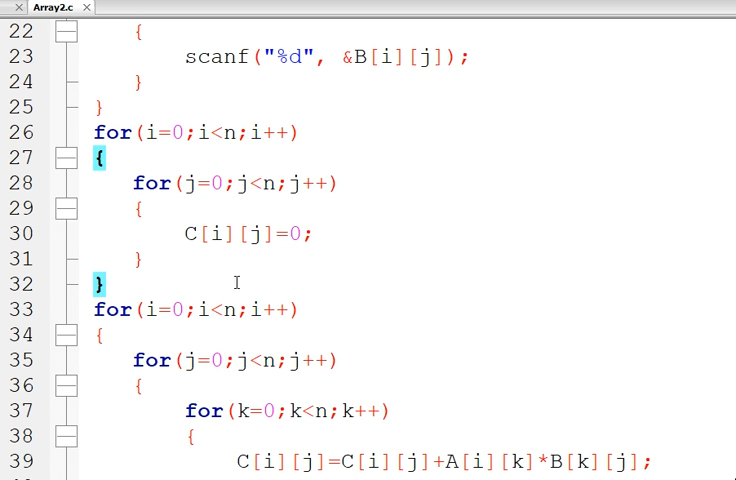 Array2.c
22 {
23 scanf("%d", &B[i][j]);
24 }
25 }
26 for(i=0;i<n;i++)
27 {
28 for(j=0;j<n;j++)
29 {
30 C[i][j]=0;
31 }
32 }
33 for(i=0;i<n;i++)
34 {
35 for(j=0;j<n;j++)
36 {
37 for(k=0;k<n;k++)
38 {
39 C[i][j]=C[i][j]+A[i][k]*B[k][j];